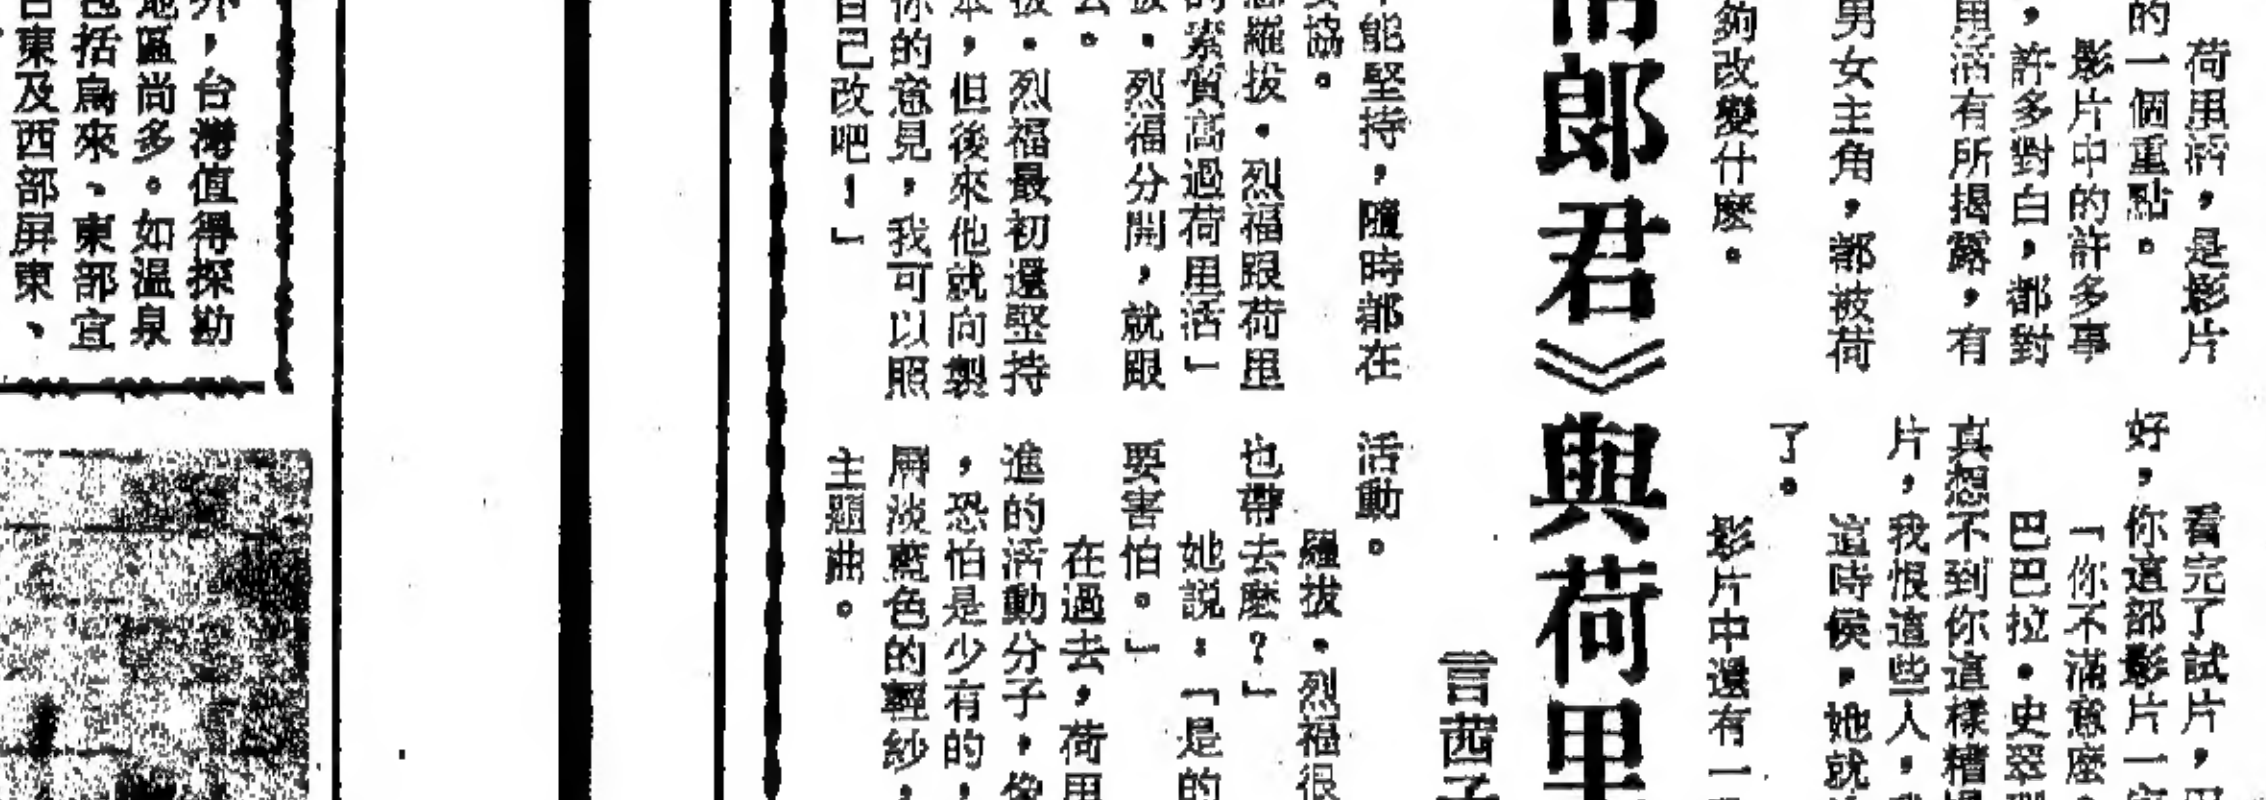 荷里活，是影片
的一個重點。
影片中的許多事
，許多對白，都對
里活有所揭露，有
男女主角，都被荷
夠改變什麼。
看完了試片，
好，你這部影片一
「你不滿意麼
巴巴拉·史翠
真想不到你這樣糟
片，我恨這些人，
這時侯，她就
了。
影片中還有一
郎君》與荷里
言茜子
能堅持，隨時都在
協。
羅拔·烈福跟荷里
的素質高過荷里活」
·烈福分開，就跟
去。
·烈福最初還堅持
，但後來他就向製
你的意見，我可以照
自己改吧！」
活動。
羅拔·烈福很
也帶去麼？」
她説：「是的
要害怕。」
在過去，荷里
進的活動分子，像
，恐怕是少有的；
層淡藍色的輕紗，
主題曲。
，台灣值得探勘
地區尚多。如溫泉
包括烏來、東部宜
台東及西部屏東、